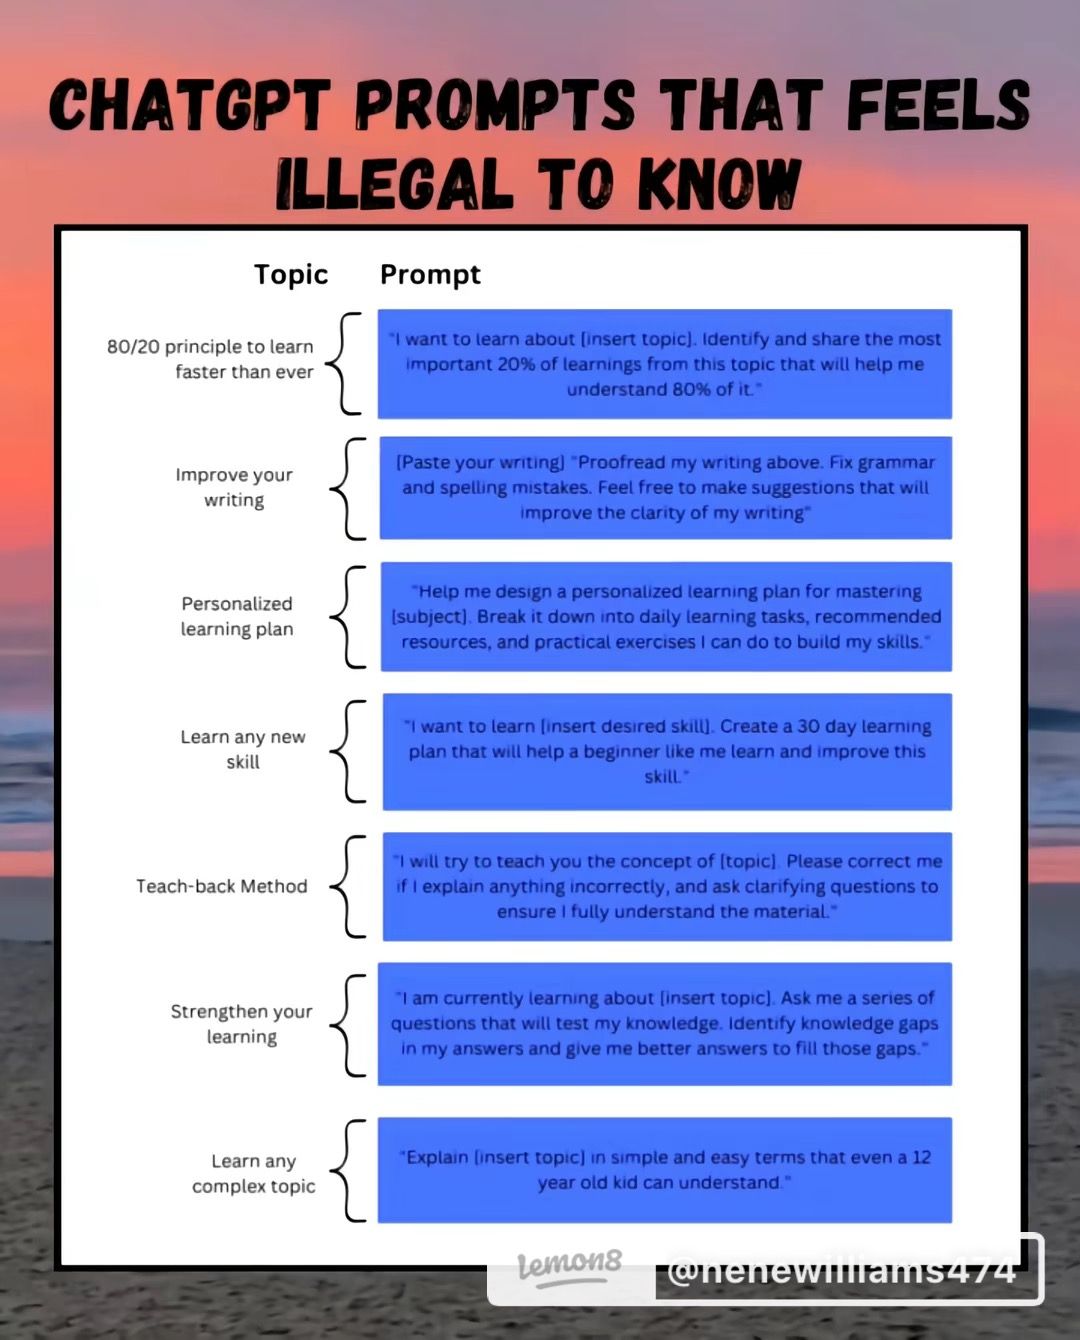 CHATGPT PROMPTS THAT FEELS
ILLEGAL TO KNOW
Topic
Prompt
80/20 principle to learn
faster than ever
"I want to learn about [insert topic]. Identify and share the most
important 20% of learnings from this topic that will help me
understand 80% of it."
Improve your
writing
[Paste your writing] "Proofread my writing above. Fix grammar
and spelling mistakes. Feel free to make suggestions that will
improve the clarity of my writing"
Personalized
learning plan
"Help me design a personalized learning plan for mastering
[subject]. Break it down into daily learning tasks, recommended
resources, and practical exercises I can do to build my skills."
Learn any new
skill
"I want to learn [insert desired skill]. Create a 30 day learning
plan that will help a beginner like me learn and improve this
skill."
Teach-back Method
"I will try to teach you the concept of [topic]. Please correct me
if I explain anything incorrectly, and ask clarifying questions to
ensure I fully understand the material."
Strengthen your
learning
"I am currently learning about [insert topic]. Ask me a series of
questions that will test my knowledge. Identify knowledge gaps
in my answers and give me better answers to fill those gaps."
Learn any
complex topic
"Explain [insert topic] in simple and easy terms that even a 12
year old kid can understand."
lemon8
@nenewilliams474